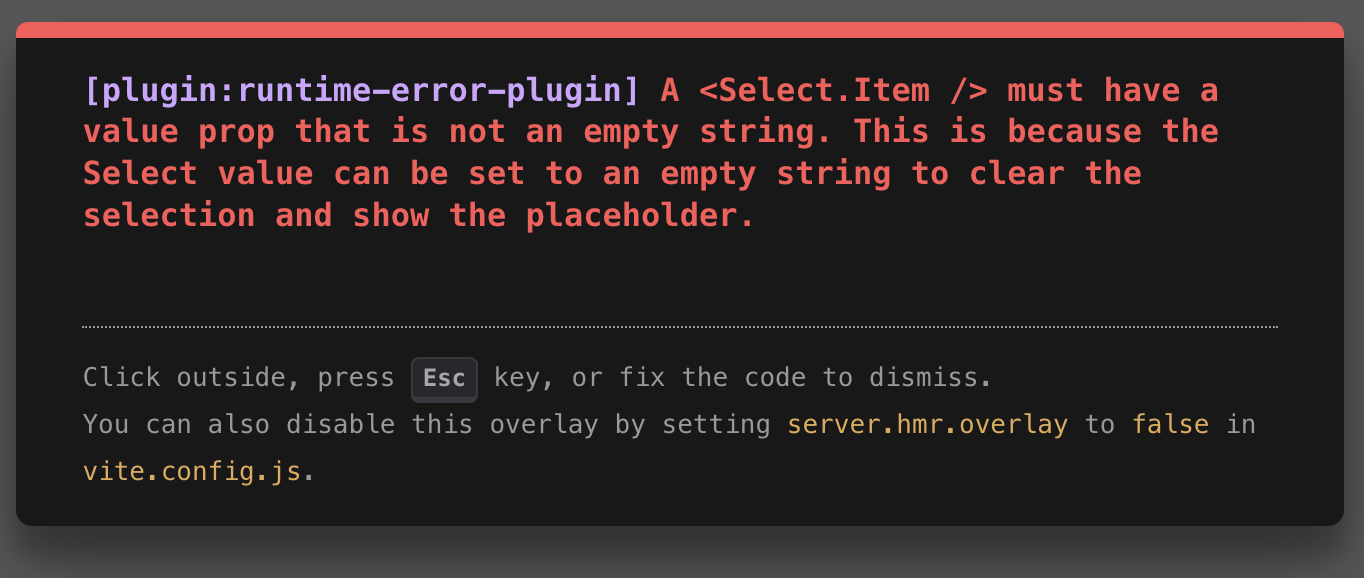 [plugin:runtime-error-plugin] A <Select.Item /> must have a
value prop that is not an empty string. This is because the
Select value can be set to an empty string to clear the
selection and show the placeholder.
Click outside, press Esc key, or fix the code to dismiss.
You can also disable this overlay by setting server.hmr.overlay to false in
vite.config.js.